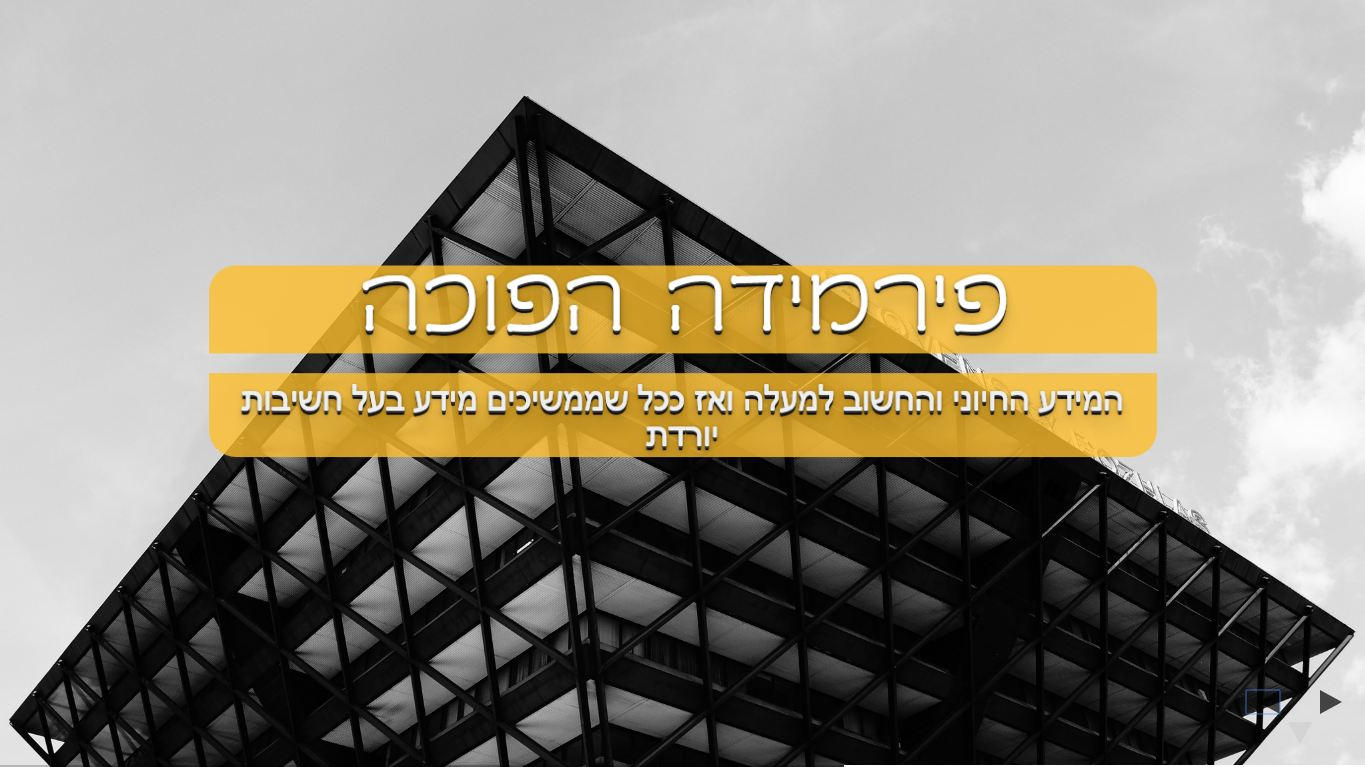 פירמידה הפוכה
המידע החיוני והחשוב למעלה ואז ככל שממשיכים מידע בעל חשיבות
יורדת